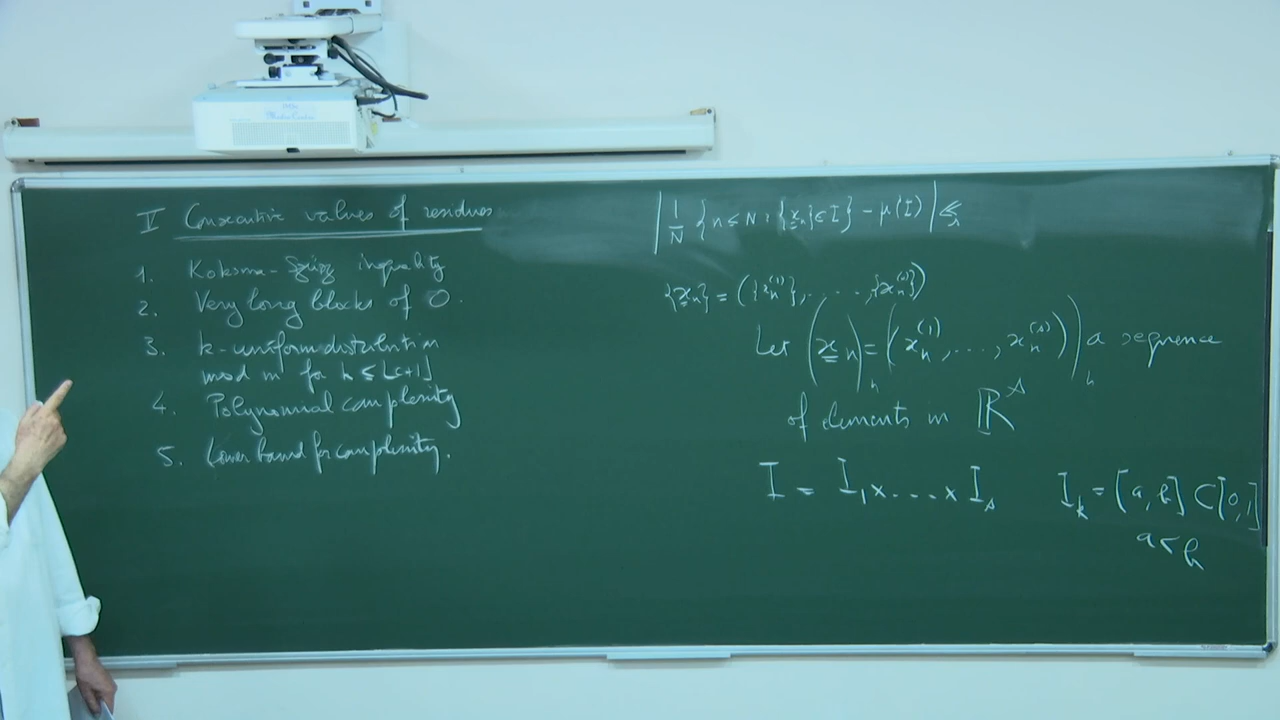 V Consecutive values of residues
1. Koksma-Szüsz inequality
2. Very long blocks of 0.
3. k-uniform distribution
mod m for k ≤ [c+1]
4. Polynomial complexity
5. Lower bound for complexity.
| 1/N {n ≤ N : {x_n} ∈ I} - μ(I) | ≤
{x_n} = ({x_n^{(1)}}, ..., {x_n^{(s)}})
Let (x_n)_n = ((x_n^{(1)}, ..., x_n^{(s)}))_n a sequence
of elements in ℝ^s
I = I_1 × .... × I_s I_k = [a, b] ⊂ [0,1]
a < b